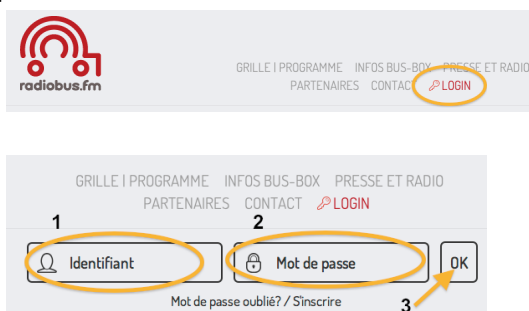 radiobus.fm
GRILLE | PROGRAMME INFOS BUS-BOX PRESSE ET RADIO
PARTENAIRES CONTACT LOGIN
GRILLE | PROGRAMME INFOS BUS-BOX PRESSE ET RADIO
PARTENAIRES CONTACT LOGIN
1 2
Identifiant Mot de passe OK
Mot de passe oublié? / S'inscrire
3